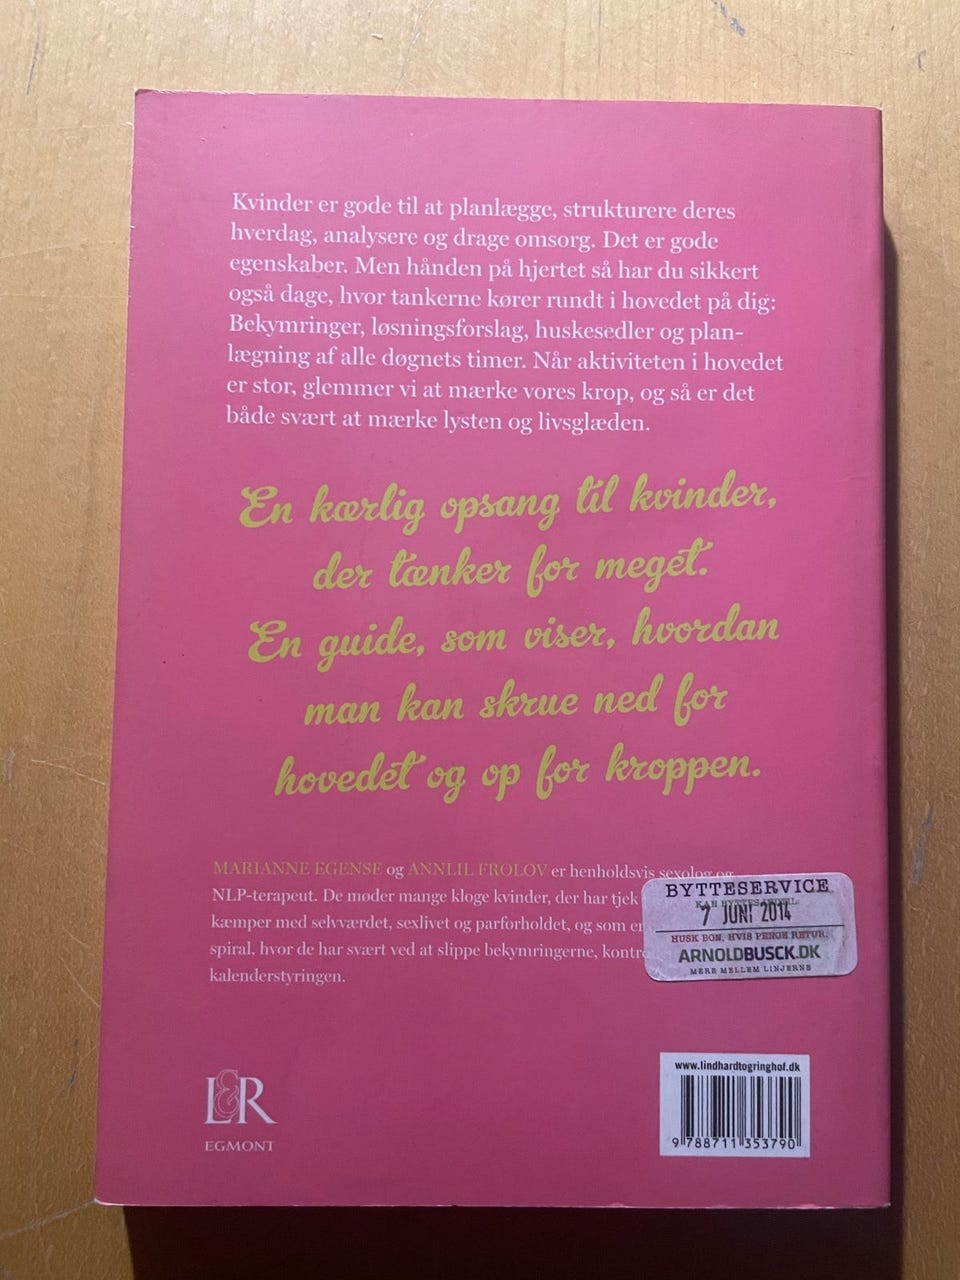 Kvinder er gode til at planlægge, strukturere deres
hverdag, analysere og drage omsorg. Det er gode
egenskaber. Men hånden på hjertet så har du sikkert
også dage, hvor tankerne kører rundt i hovedet på dig:
Bekymringer, løsningsforslag, huskesedler og plan-
lægning af alle døgnets timer. Når aktiviteten i hovedet
er stor, glemmer vi at mærke vores krop, og så er det
både svært at mærke lysten og livsglæden.
En kærlig opsang til kvinder,
der tænker for meget.
En guide, som viser, hvordan
man kan skrue ned for
hovedet og op for kroppen.
MARIANNE EGENSE og ANNLIL FROLOV er henholdsvis sexolog og
NLP-terapeut. De møder mange kloge kvinder, der har tjek
kæmper med selvværdet, sexlivet og parforholdet, og som
spiral. hvor de har svært ved at slippe bekymringerne,
kalenderstyringen.
BYTTESERVICE
7 JUNI 2014
HUSK BON, HVIS PENGE RETUR.
ARNOLDBUSCK.DK
MERE MELLEM LINJERNE
L&R
EGMONT
www.lindhardtogringhof.dk
9 788711 353790